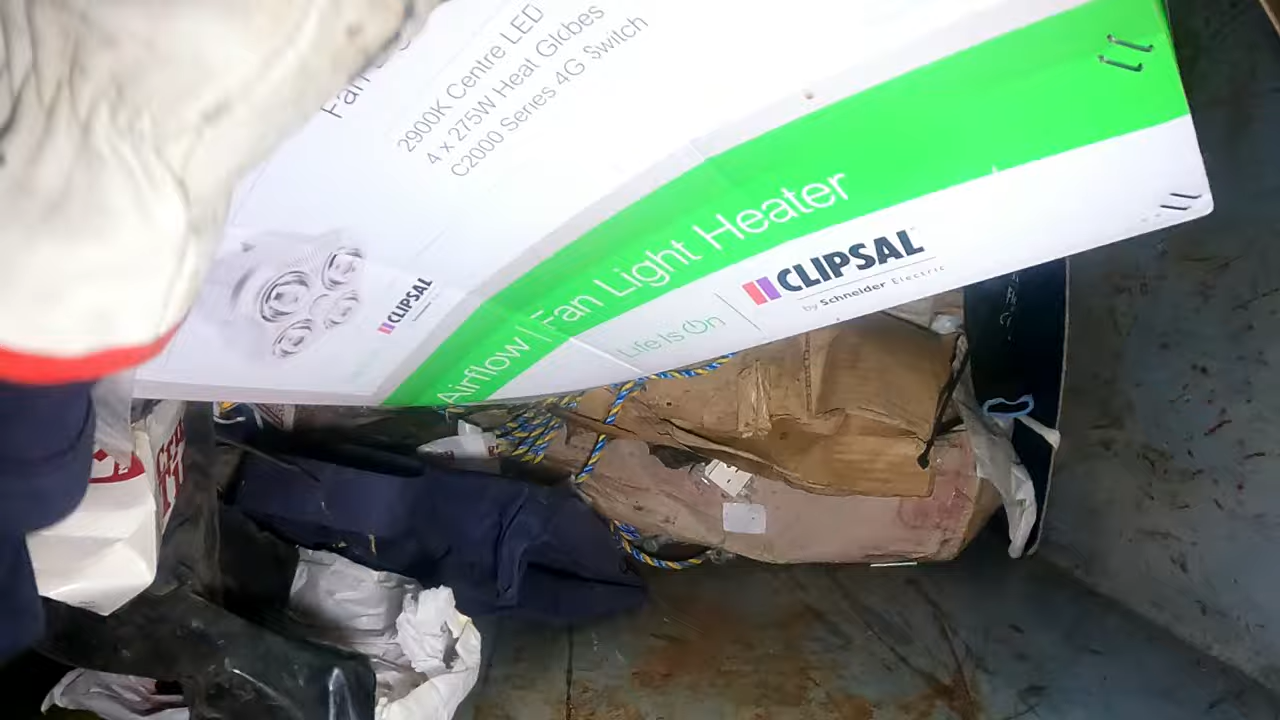 2900K Centre LED
4 x 275W Heat Globes
C2000 Series 4G Switch
CLIPSAL
Airflow | Fan Light Heater
Life Is On
CLIPSAL
by Schneider Electric